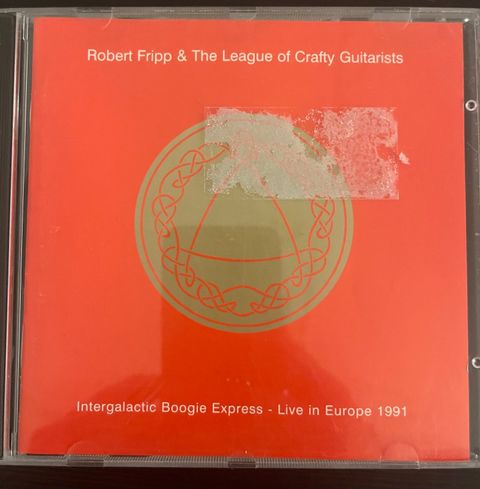 Robert Fripp & The League of Crafty Guitarists
Intergalactic Boogie Express - Live in Europe 1991